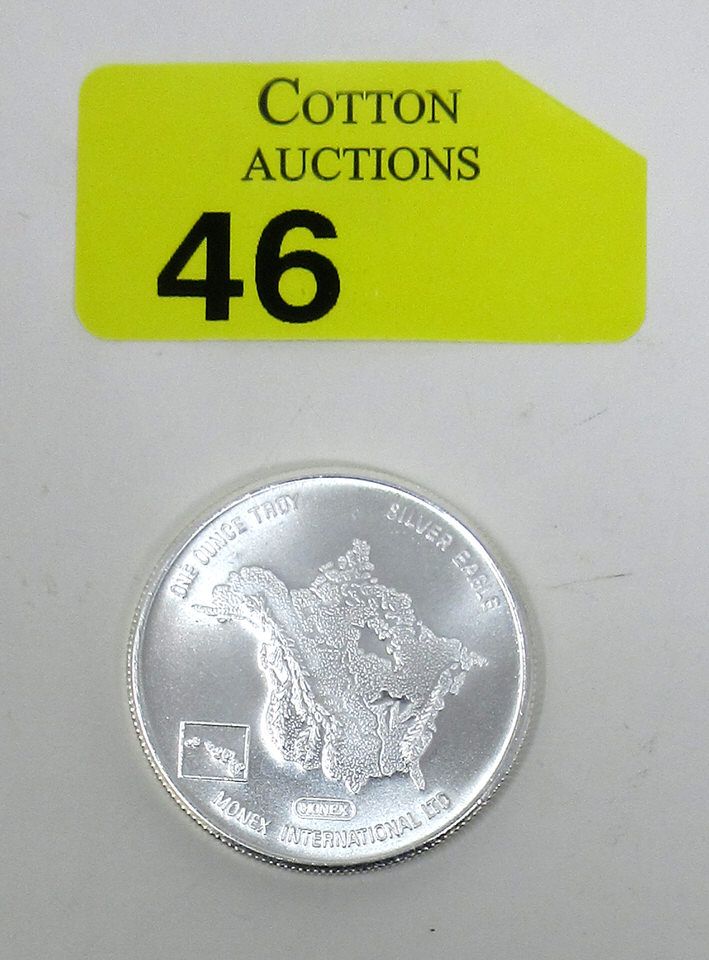 COTTON
AUCTIONS
46
ONE OUNCE TROY
SILVER EAGLE
MONEX
MONEX INTERNATIONAL LTD